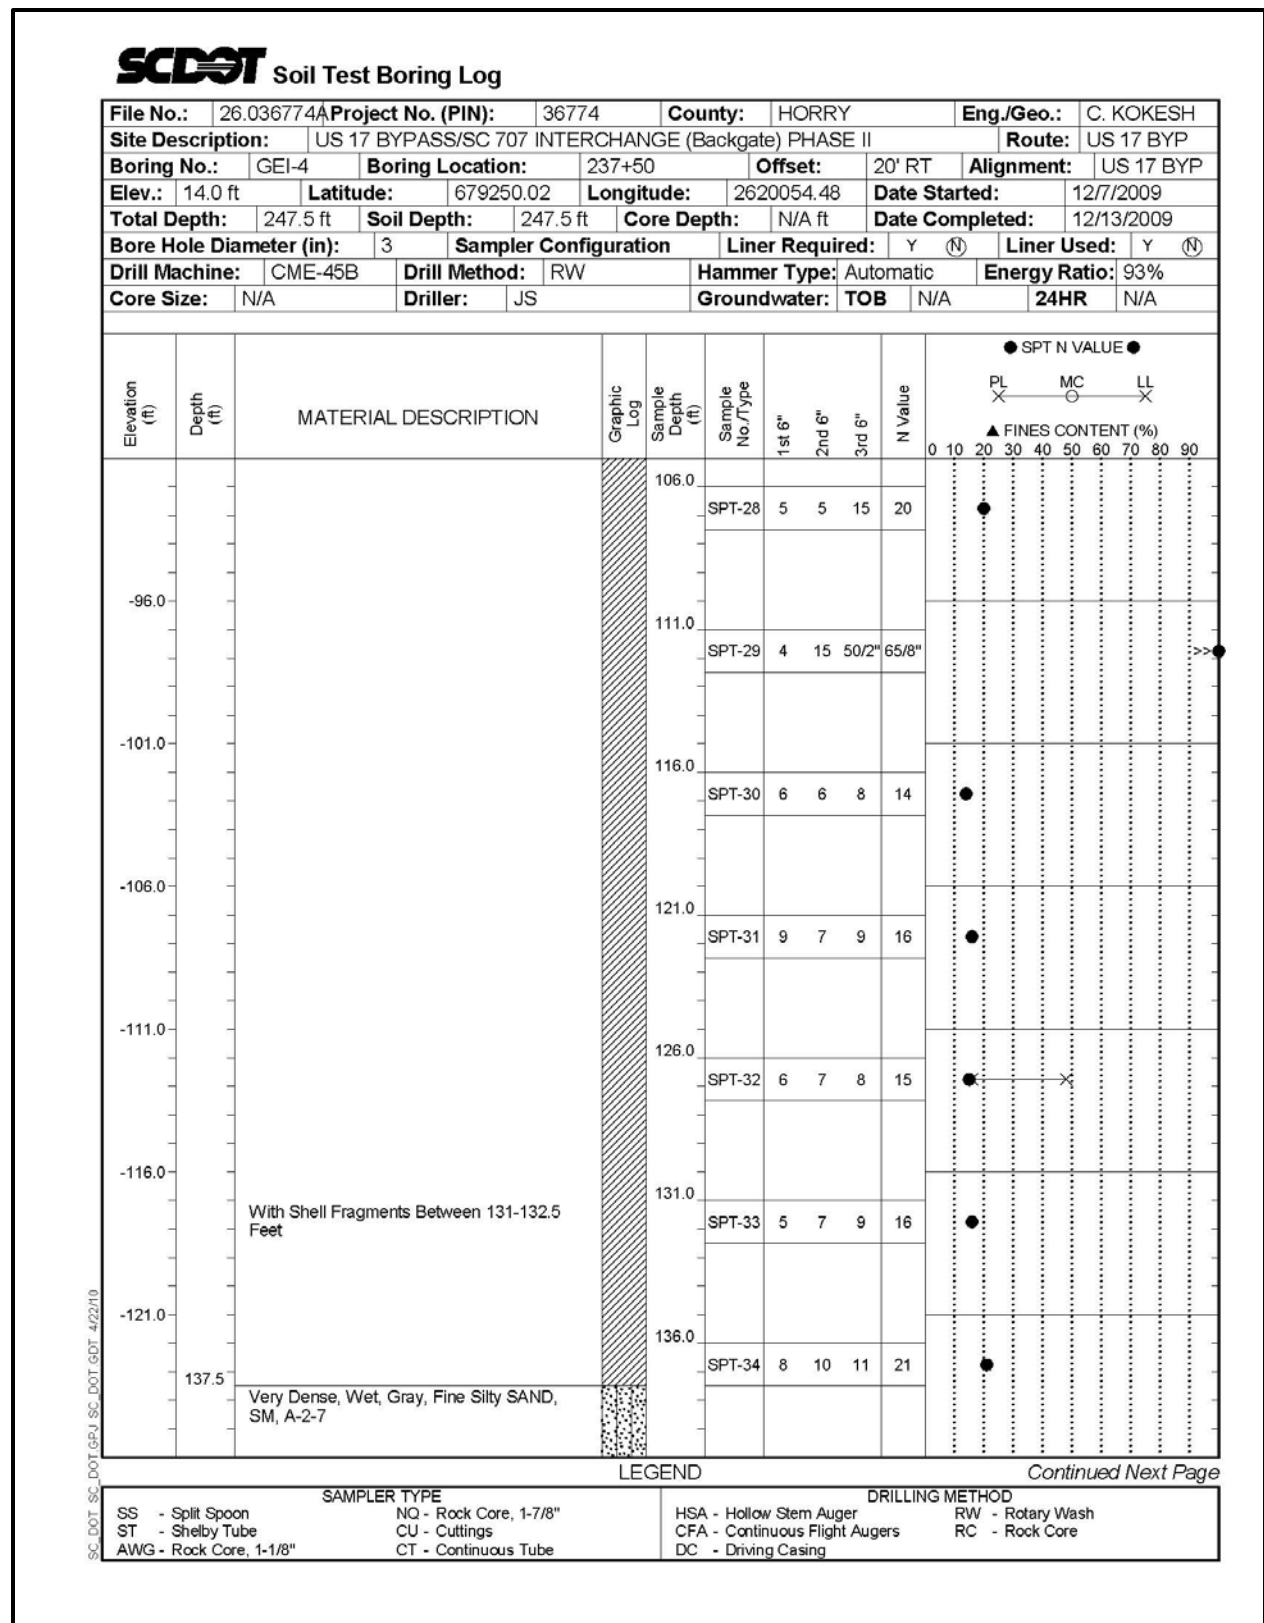 SCDOT Soil Test Boring Log
File No.: 26.036774A Project No. (PIN): 36774 County: HORRY Eng./Geo.: C. KOKESH
Site Description: US 17 BYPASS/SC 707 INTERCHANGE (Backgate) PHASE II Route: US 17 BYP
Boring No.: GEI-4 Boring Location: 237+50 Offset: 20' RT Alignment: US 17 BYP
Elev.: 14.0 ft Latitude: 679250.02 Longitude: 2620054.48 Date Started: 12/7/2009
Total Depth: 247.5 ft Soil Depth: 247.5 ft Core Depth: N/A ft Date Completed: 12/13/2009
Bore Hole Diameter (in): 3 Sampler Configuration Liner Required: Y Ⓝ Liner Used: Y Ⓝ
Drill Machine: CME-45B Drill Method: RW Hammer Type: Automatic Energy Ratio: 93%
Core Size: N/A Driller: JS Groundwater: TOB N/A 24HR N/A
Elevation (ft) Depth (ft) MATERIAL DESCRIPTION Graphic Log Sample Depth (ft) Sample No./Type 1st 6" 2nd 6" 3rd 6" N Value
● SPT N VALUE ●
PL MC LL
▲ FINES CONTENT (%)
0 10 20 30 40 50 60 70 80 90
106.0
SPT-28 5 5 15 20
-96.0
111.0
SPT-29 4 15 50/2" 65/8" >>
-101.0
116.0
SPT-30 6 6 8 14
-106.0
121.0
SPT-31 9 7 9 16
-111.0
126.0
SPT-32 6 7 8 15
-116.0
131.0
With Shell Fragments Between 131-132.5
Feet
SPT-33 5 7 9 16
-121.0
136.0
SPT-34 8 10 11 21
137.5
Very Dense, Wet, Gray, Fine Silty SAND,
SM, A-2-7
SC_DOT SC_DOT.GPJ SC_DOT.GDT 4/22/10
LEGEND
Continued Next Page
SAMPLER TYPE
SS - Split Spoon NQ - Rock Core, 1-7/8"
ST - Shelby Tube CU - Cuttings
AWG - Rock Core, 1-1/8" CT - Continuous Tube
DRILLING METHOD
HSA - Hollow Stem Auger RW - Rotary Wash
CFA - Continuous Flight Augers RC - Rock Core
DC - Driving Casing